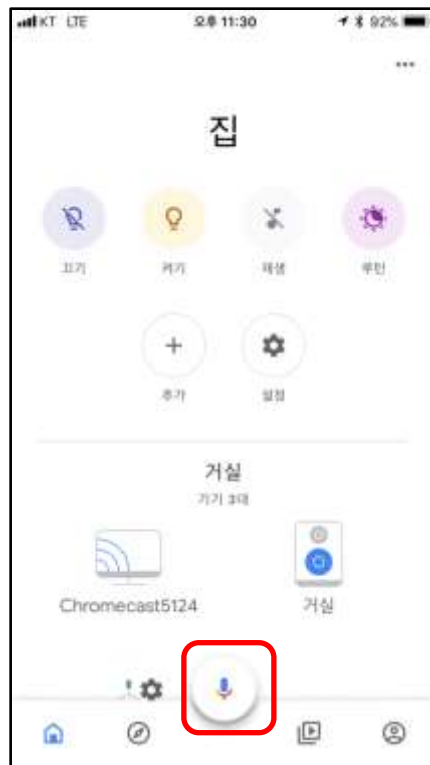 KT LTE 오후 11:30 92%
집
끄기 켜기 재생 루틴
추가 설정
거실
기기 3대
Chromecast5124 거실